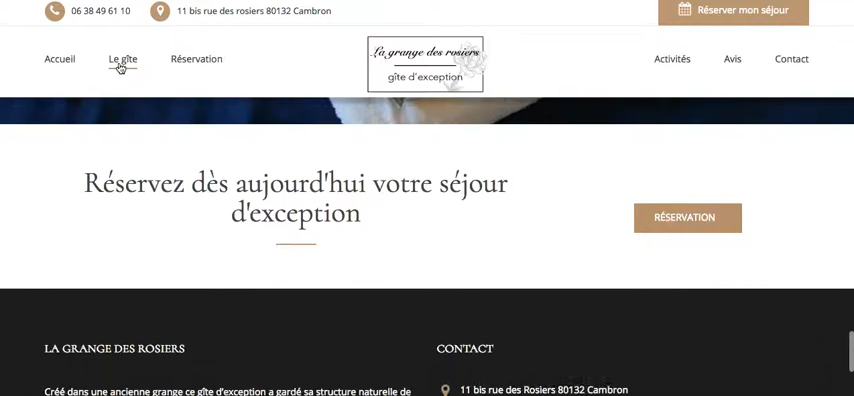 06 38 49 61 10
11 bis rue des rosiers 80132 Cambron
Réserver mon séjour
Accueil
Le gîte
Réservation
La grange des rosiers
gîte d'exception
Activités
Avis
Contact
Réservez dès aujourd'hui votre séjour
d'exception
RÉSERVATION
LA GRANGE DES ROSIERS
CONTACT
Créé dans une ancienne grange ce gîte d'exception a gardé sa structure naturelle de
11 bis rue des Rosiers 80132 Cambron